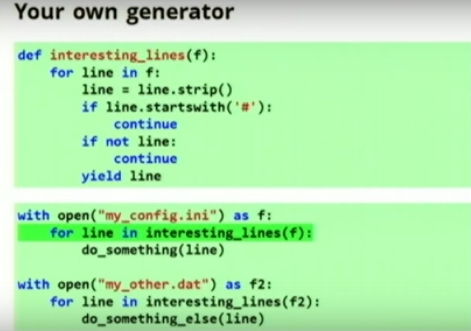 Your own generator
def interesting_lines(f):
    for line in f:
        line = line.strip()
        if line.startswith('#'):
            continue
        if not line:
            continue
        yield line
with open("my_config.ini") as f:
    for line in interesting_lines(f):
        do_something(line)
with open("my_other.dat") as f2:
    for line in interesting_lines(f2):
        do_something_else(line)